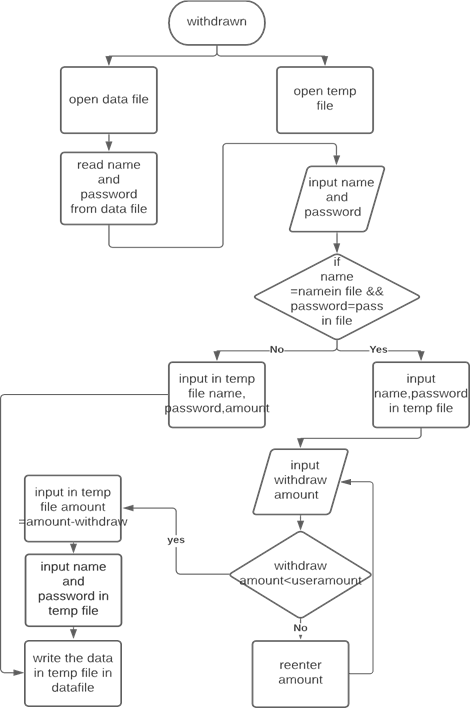 withdrawn
open data file
open temp
file
read name
and
password
from data file
input name
and
password
if
name
=namein file &&
password=pass
in file
No
Yes
input in temp
file name,
password,amount
input
name,password
in temp file
input
withdraw
amount
input in temp
file amount
=amount-withdraw
yes
withdraw
amount<useramount
input name
and
password in
temp file
No
write the data
in temp file in
datafile
reenter
amount